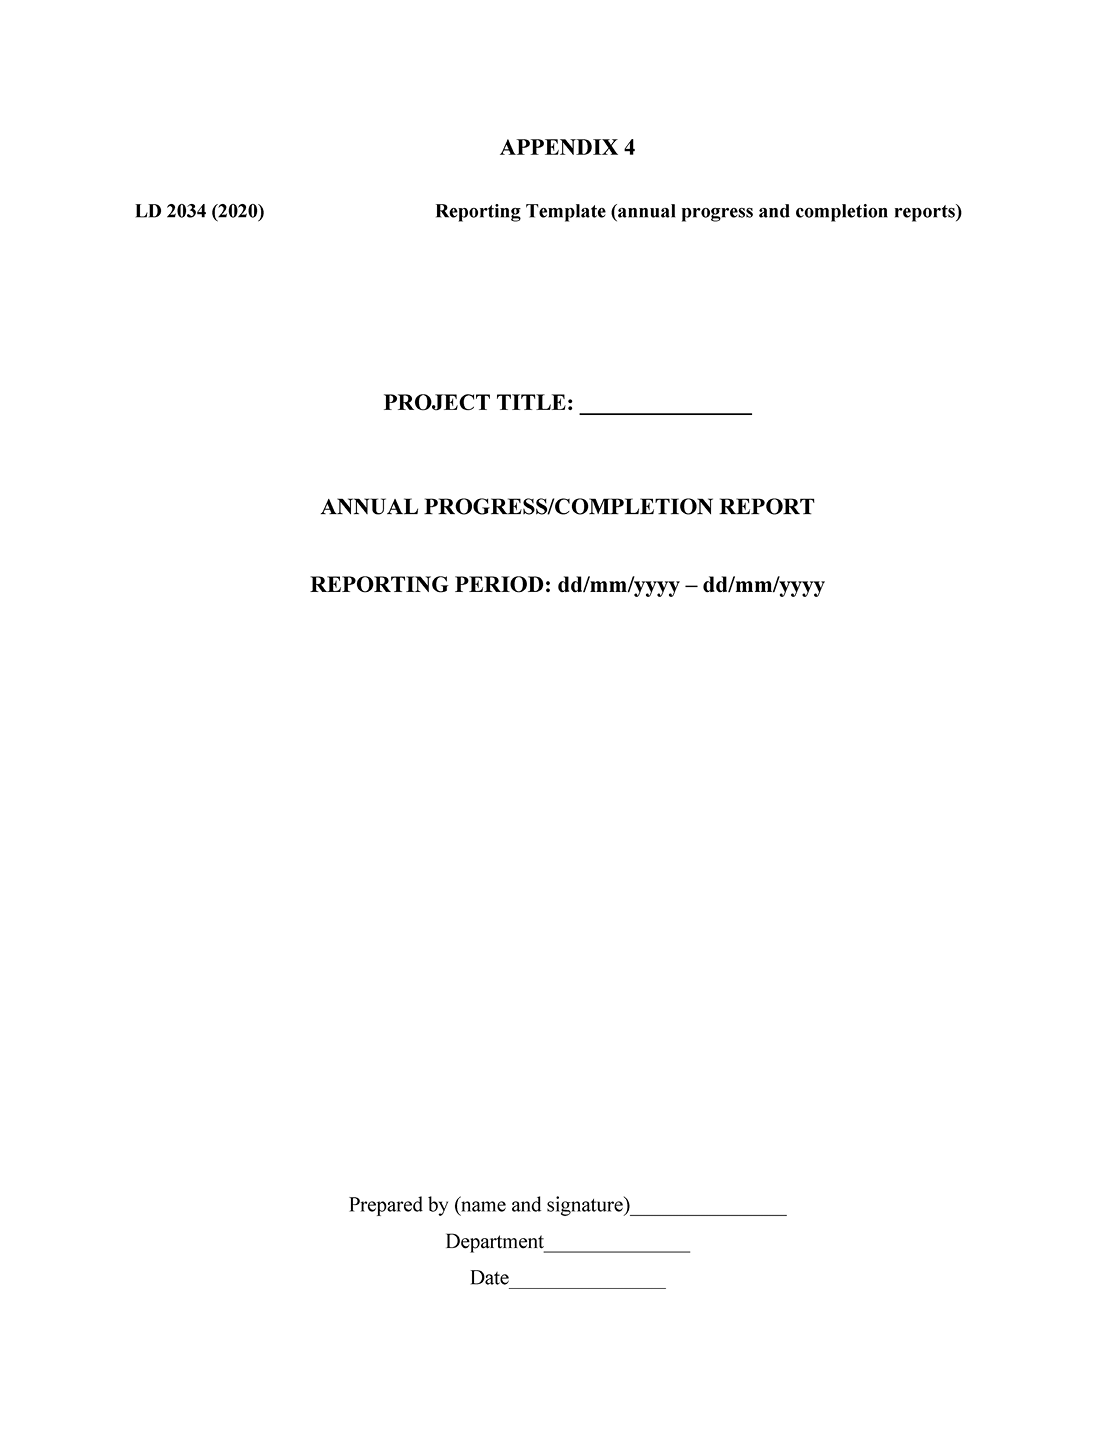 APPENDIX 4
LD 2034 (2020) Reporting Template (annual progress and completion reports)
PROJECT TITLE: _______________
ANNUAL PROGRESS/COMPLETION REPORT
REPORTING PERIOD: dd/mm/yyyy – dd/mm/yyyy
Prepared by (name and signature)_______________
Department______________
Date_______________